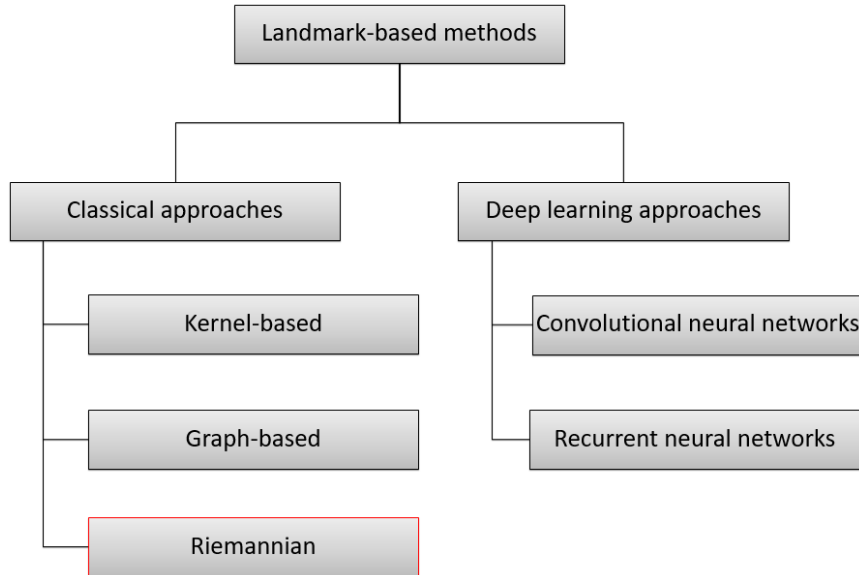 Landmark-based methods
Classical approaches
Kernel-based
Graph-based
Riemannian
Deep learning approaches
Convolutional neural networks
Recurrent neural networks